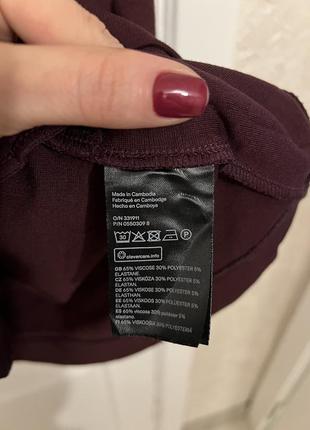 Made in Cambodia
Fabriqué en Cambodge
Hecho en Camboya
O/N 331911
P/N 0550309 8
30 P
clevercare.info
GB 65% VISCOSE 30% POLYESTER 5%
ELASTANE
CZ 65% VISKÓZA 30% POLYESTER 5%
ELASTAN.
DE 65% VISKOSE 30% POLYESTER 5%
ELASTHAN.
EE 65% VISKOOS 30% POLYESTER 5%
ELASTAAN.
ES 65% viscosa 30% poliéster 5%
elastano.
FI 65% VISKOOSI 30% POLYESTERIÄ